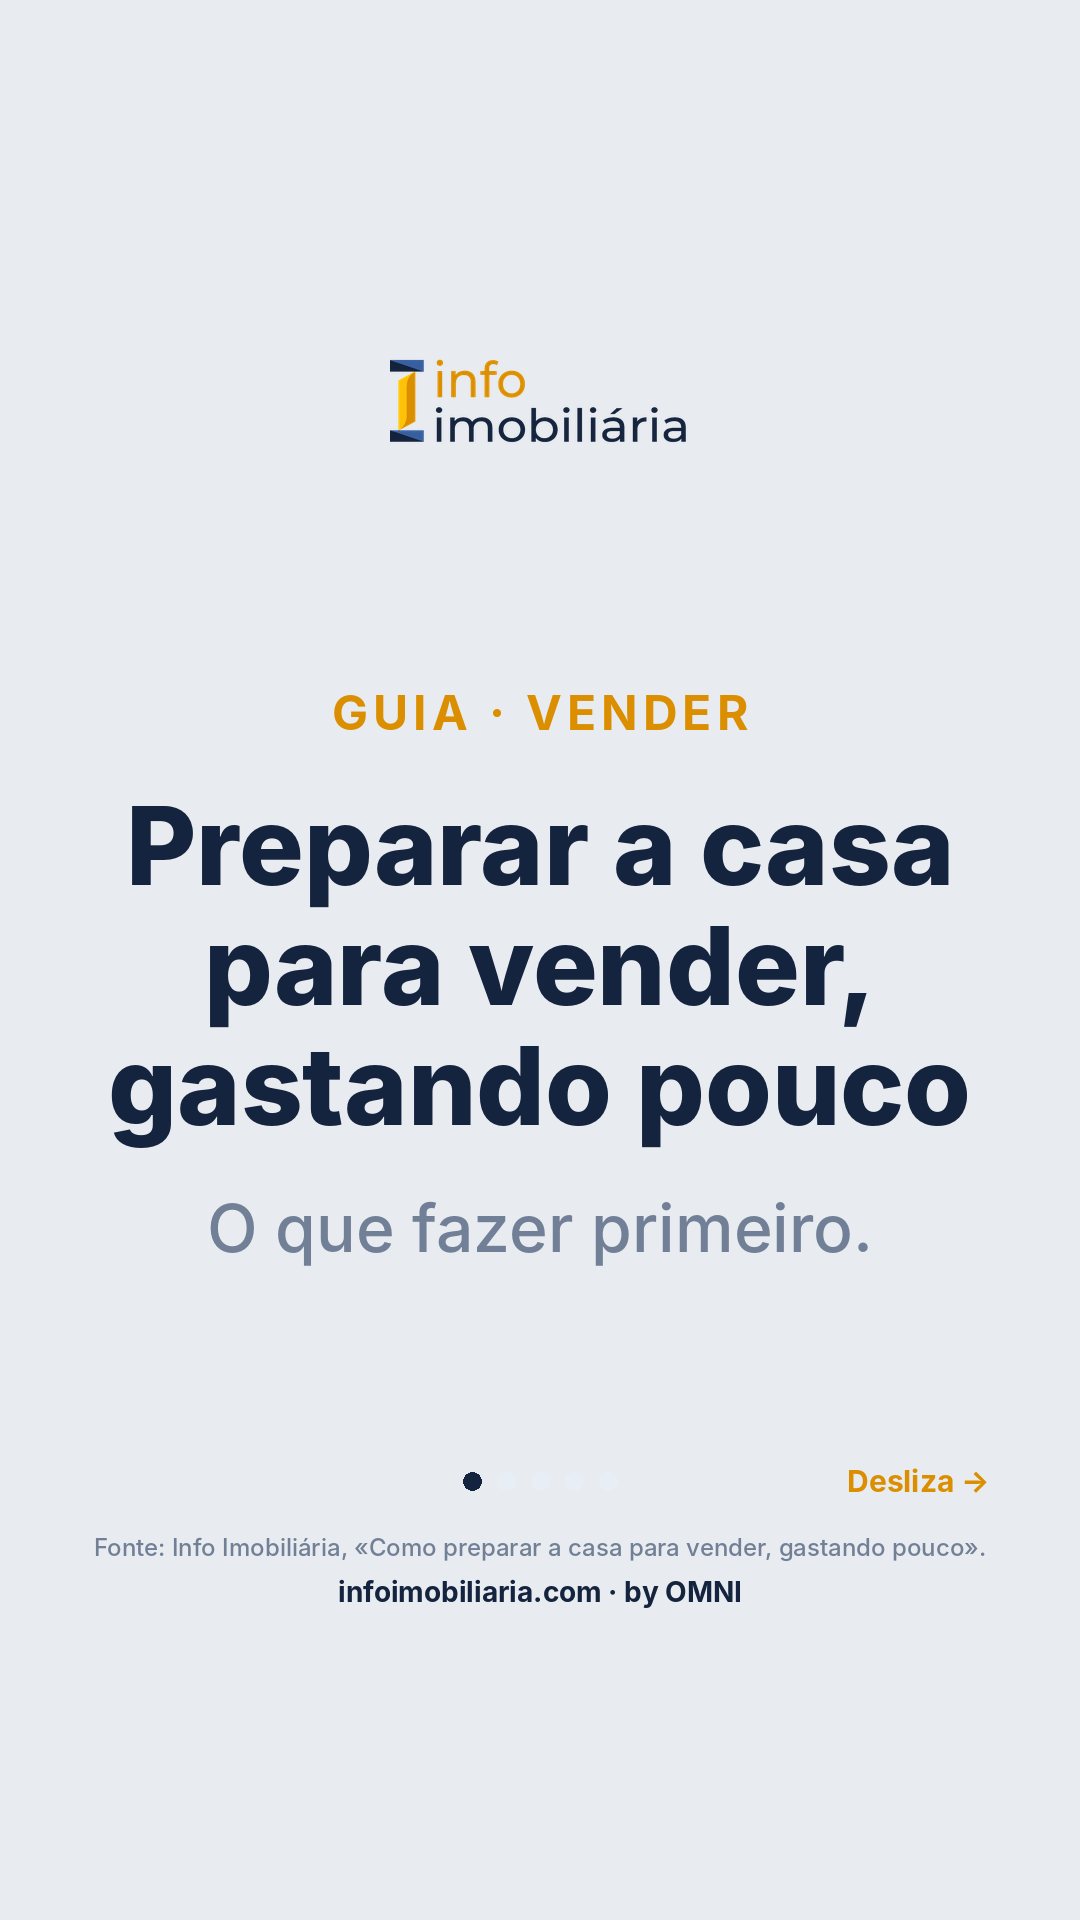 info
imobiliária
GUIA · VENDER
Preparar a casa
para vender,
gastando pouco
O que fazer primeiro.
Desliza →
Fonte: Info Imobiliária, «Como preparar a casa para vender, gastando pouco».
infoimobiliaria.com · by OMNI